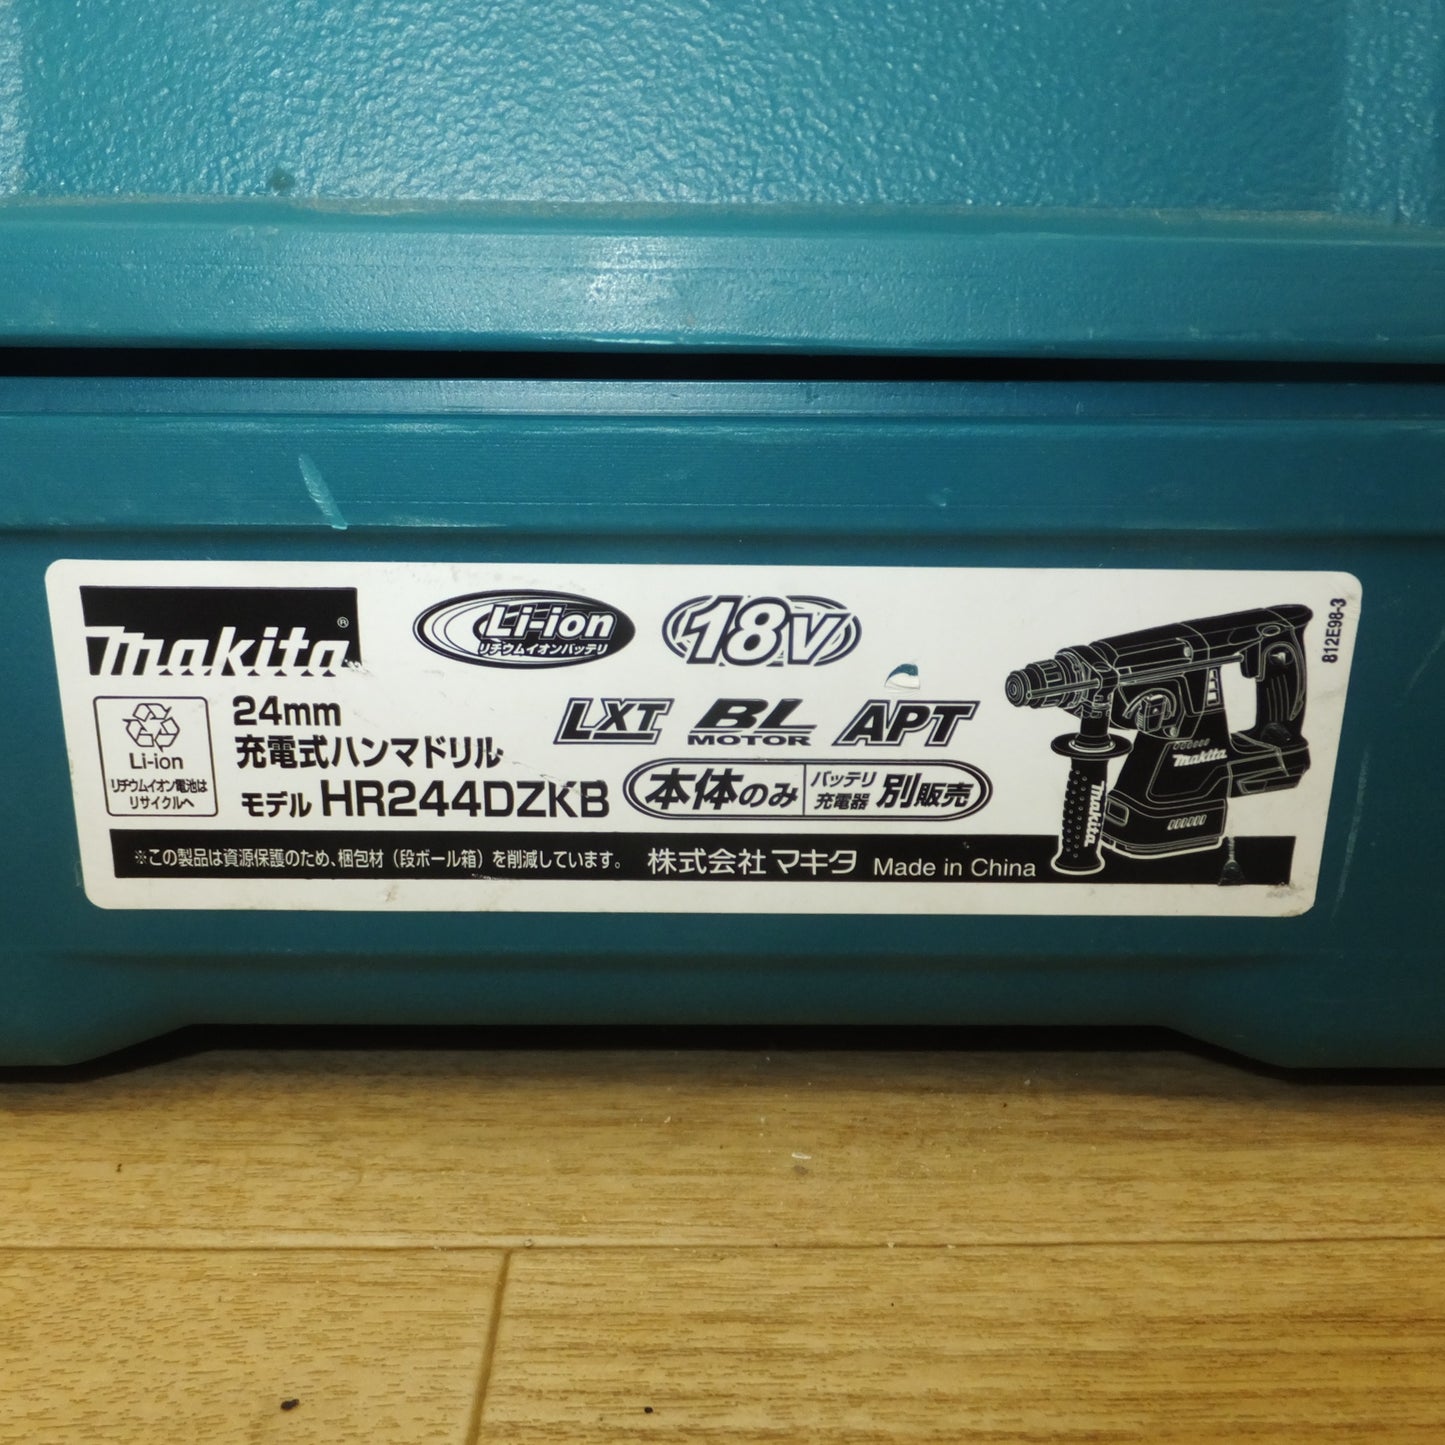 makita®
Li-ion
リチウムイオンバッテリ
18V
812E98-3
Li-ion
リチウムイオン電池は
リサイクルへ
24mm
充電式ハンマドリル
モデル HR244DZKB
LXT BL MOTOR APT
本体のみ バッテリ 充電器 別販売
makita
makita
※この製品は資源保護のため、梱包材（段ボール箱）を削減しています。 株式会社マキタ Made in China